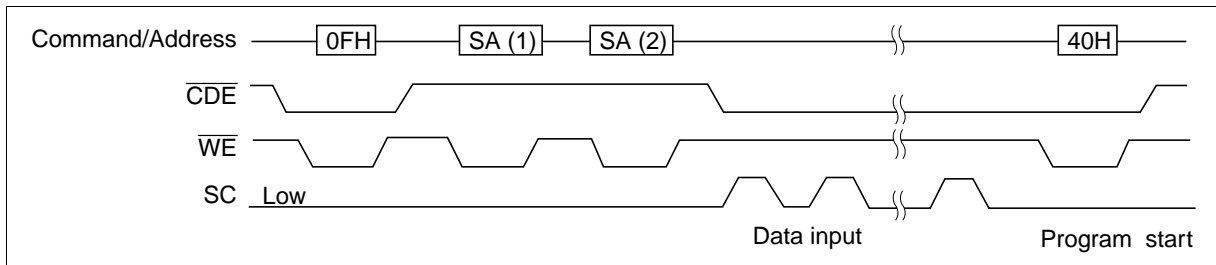 Command/Address 0FH SA (1) SA (2) 40H
CDE
WE
SC Low
Data input Program start